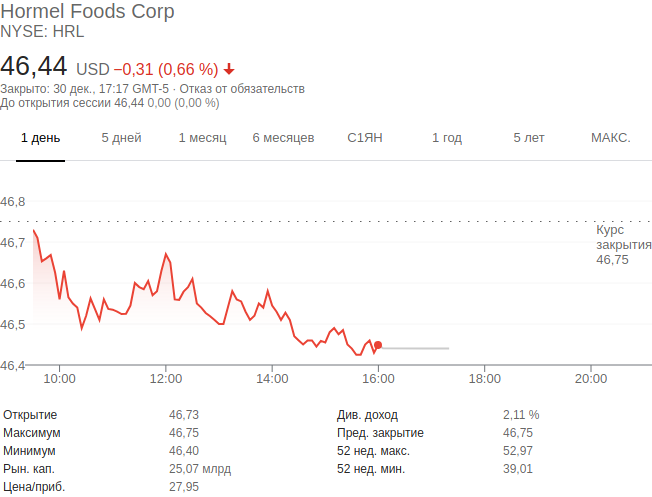 Hormel Foods Corp
NYSE: HRL
46,44 USD −0,31 (0,66 %)
Закрыто: 30 дек., 17:17 GMT-5 · Отказ от обязательств
До открытия сессии 46,44 0,00 (0,00 %)
1 день 5 дней 1 месяц 6 месяцев С1ЯН 1 год 5 лет МАКС.
46,8
46,7
46,6
46,5
46,4
Курс
закрытия
46,75
10:00 12:00 14:00 16:00 18:00 20:00
Открытие 46,73 Див. доход 2,11 %
Максимум 46,75 Пред. закрытие 46,75
Минимум 46,40 52 нед. макс. 52,97
Рын. кап. 25,07 млрд 52 нед. мин. 39,01
Цена/приб. 27,95